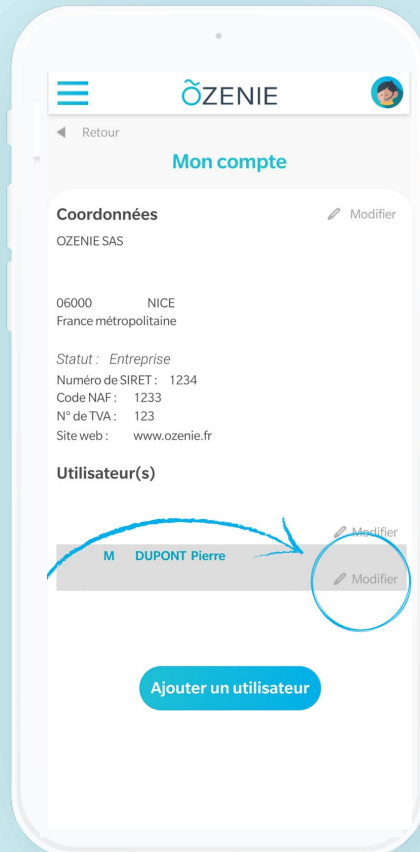 ÕZENIE
Retour
Mon compte
Coordonnées Modifier
OZENIE SAS
06000 NICE
France métropolitaine
Statut : Entreprise
Numéro de SIRET : 1234
Code NAF : 1233
N° de TVA : 123
Site web : www.ozenie.fr
Utilisateur(s)
Modifier
M DUPONT Pierre
Modifier
Ajouter un utilisateur